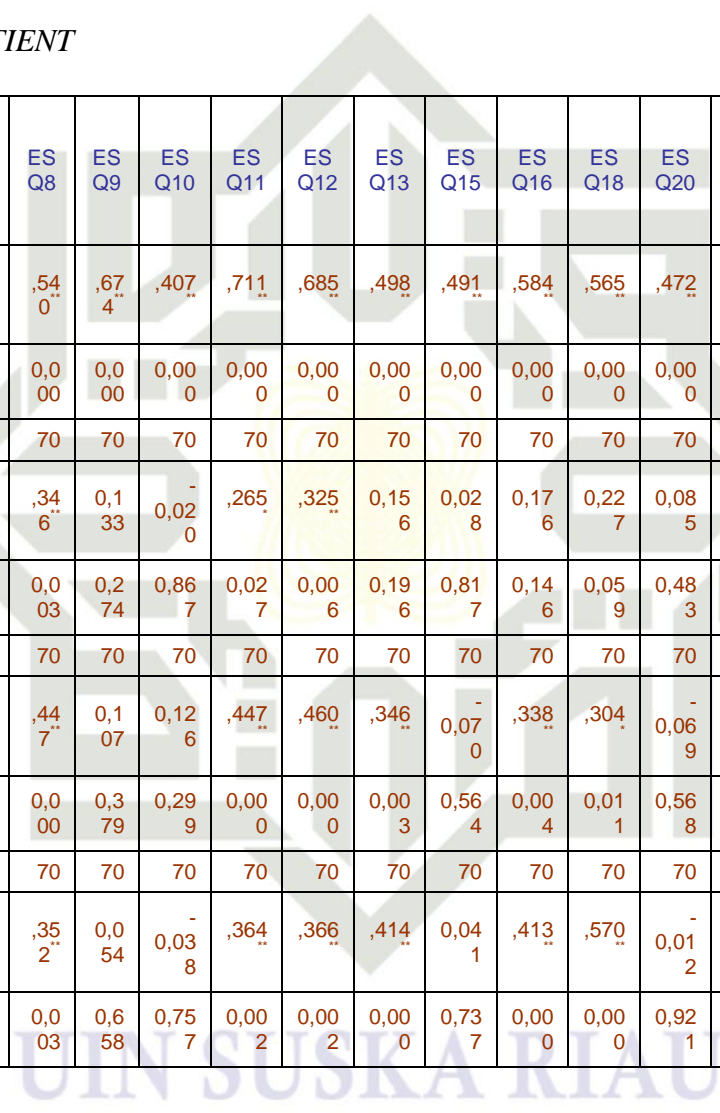 TIENT
ES Q8 ES Q9 ES Q10 ES Q11 ES Q12 ES Q13 ES Q15 ES Q16 ES Q18 ES Q20
,540** ,674** ,407** ,711** ,685** ,498** ,491** ,584** ,565** ,472**
0,000 0,000 0,000 0,000 0,000 0,000 0,000 0,000 0,000 0,000
70 70 70 70 70 70 70 70 70 70
,346** 0,133 -0,020 ,265* ,325** 0,156 0,028 0,176 0,227 0,085
0,003 0,274 0,867 0,027 0,006 0,196 0,817 0,146 0,059 0,483
70 70 70 70 70 70 70 70 70 70
,447** 0,107 0,126 ,447** ,460** ,346** -0,070 ,338** ,304* -0,069
0,000 0,379 0,299 0,000 0,000 0,003 0,564 0,004 0,011 0,568
70 70 70 70 70 70 70 70 70 70
,352** 0,054 -0,038 ,364** ,366** ,414** 0,041 ,413** ,570** -0,012
0,003 0,658 0,757 0,002 0,002 0,000 0,737 0,000 0,000 0,921
UIN SUSKA RIAU